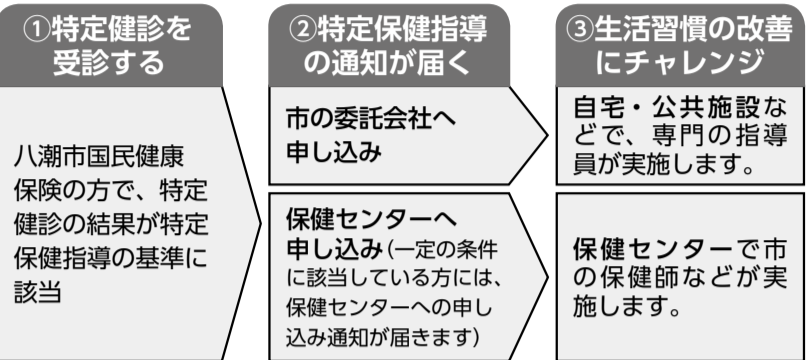 ①特定健診を
受診する
八潮市国民健康
保険の方で、特定
健診の結果が特定
保健指導の基準に
該当
②特定保健指導
の通知が届く
市の委託会社へ
申し込み
保健センターへ
申し込み(一定の条件
に該当している方には、
保健センターへの申し
込み通知が届きます)
③生活習慣の改善
にチャレンジ
自宅・公共施設な
どで、専門の指導
員が実施します。
保健センターで市
の保健師などが実
施します。